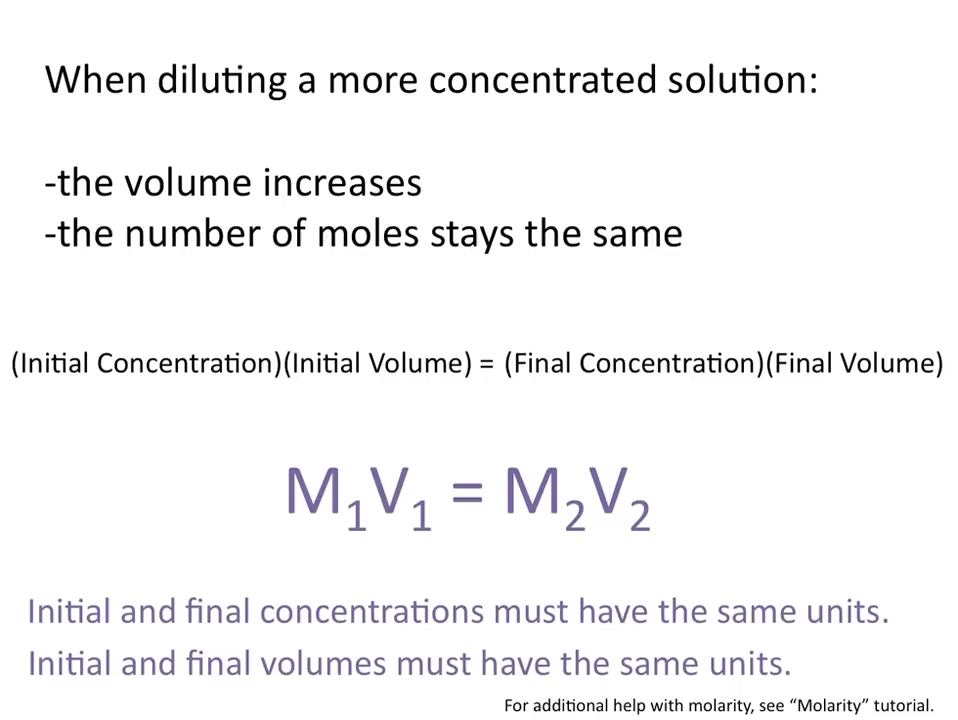 When diluting a more concentrated solution:
-the volume increases
-the number of moles stays the same
(Initial Concentration)(Initial Volume) = (Final Concentration)(Final Volume)
M₁V₁ = M₂V₂
Initial and final concentrations must have the same units.
Initial and final volumes must have the same units.
For additional help with molarity, see “Molarity” tutorial.